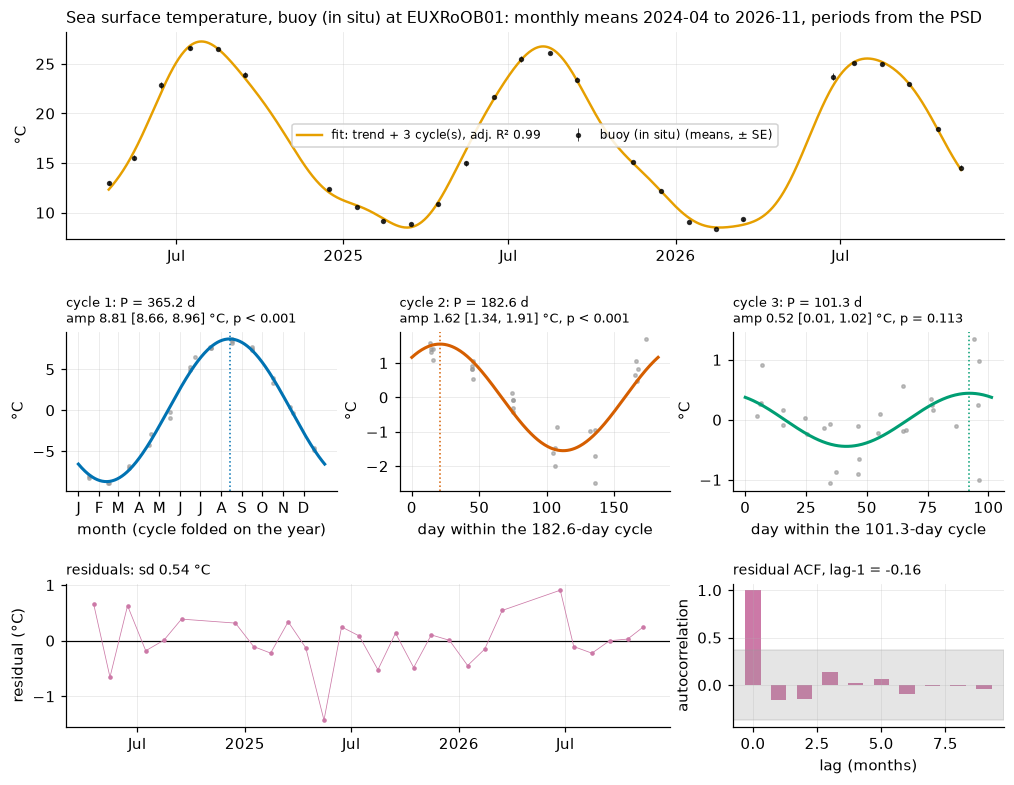 Sea surface temperature, buoy (in situ) at EUXRoOB01: monthly means 2024-04 to 2026-11, periods from the PSD
°C
25
20
15
10
fit: trend + 3 cycle(s), adj. R² 0.99
buoy (in situ) (means, ± SE)
Jul 2025 Jul 2026 Jul
cycle 1: P = 365.2 d
amp 8.81 [8.66, 8.96] °C, p < 0.001
°C
5
0
−5
J F M A M J J A S O N D
month (cycle folded on the year)
cycle 2: P = 182.6 d
amp 1.62 [1.34, 1.91] °C, p < 0.001
°C
1
0
−1
−2
0 50 100 150
day within the 182.6-day cycle
cycle 3: P = 101.3 d
amp 0.52 [0.01, 1.02] °C, p = 0.113
°C
1
0
−1
0 25 50 75 100
day within the 101.3-day cycle
residuals: sd 0.54 °C
residual (°C)
1
0
−1
Jul 2025 Jul 2026 Jul
residual ACF, lag-1 = -0.16
autocorrelation
1.0
0.5
0.0
0.0 2.5 5.0 7.5
lag (months)